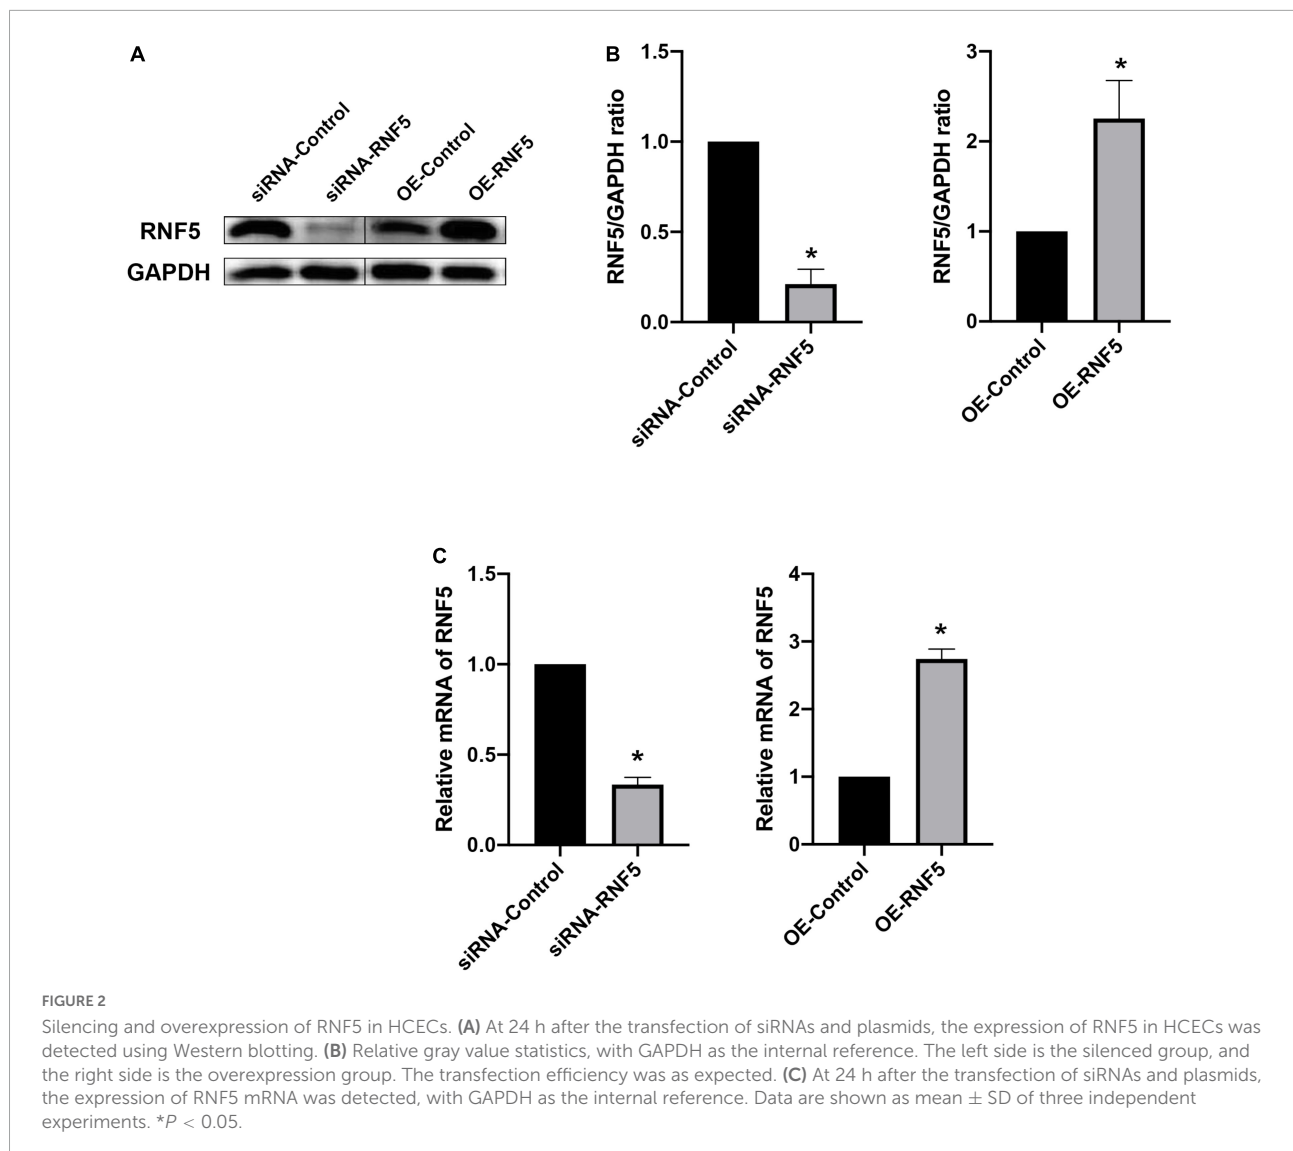 A
siRNA-Control
siRNA-RNF5
OE-Control
OE-RNF5
RNF5
GAPDH
B
RNF5/GAPDH ratio
1.5
1.0
0.5
0.0
*
siRNA-Control
siRNA-RNF5
RNF5/GAPDH ratio
3
2
1
0
*
OE-Control
OE-RNF5
C
Relative mRNA of RNF5
1.5
1.0
0.5
0.0
*
siRNA-Control
siRNA-RNF5
Relative mRNA of RNF5
4
3
2
1
0
*
OE-Control
OE-RNF5
FIGURE 2
Silencing and overexpression of RNF5 in HCECs. (A) At 24 h after the transfection of siRNAs and plasmids, the expression of RNF5 in HCECs was
detected using Western blotting. (B) Relative gray value statistics, with GAPDH as the internal reference. The left side is the silenced group, and
the right side is the overexpression group. The transfection efficiency was as expected. (C) At 24 h after the transfection of siRNAs and plasmids,
the expression of RNF5 mRNA was detected, with GAPDH as the internal reference. Data are shown as mean ± SD of three independent
experiments. *P < 0.05.